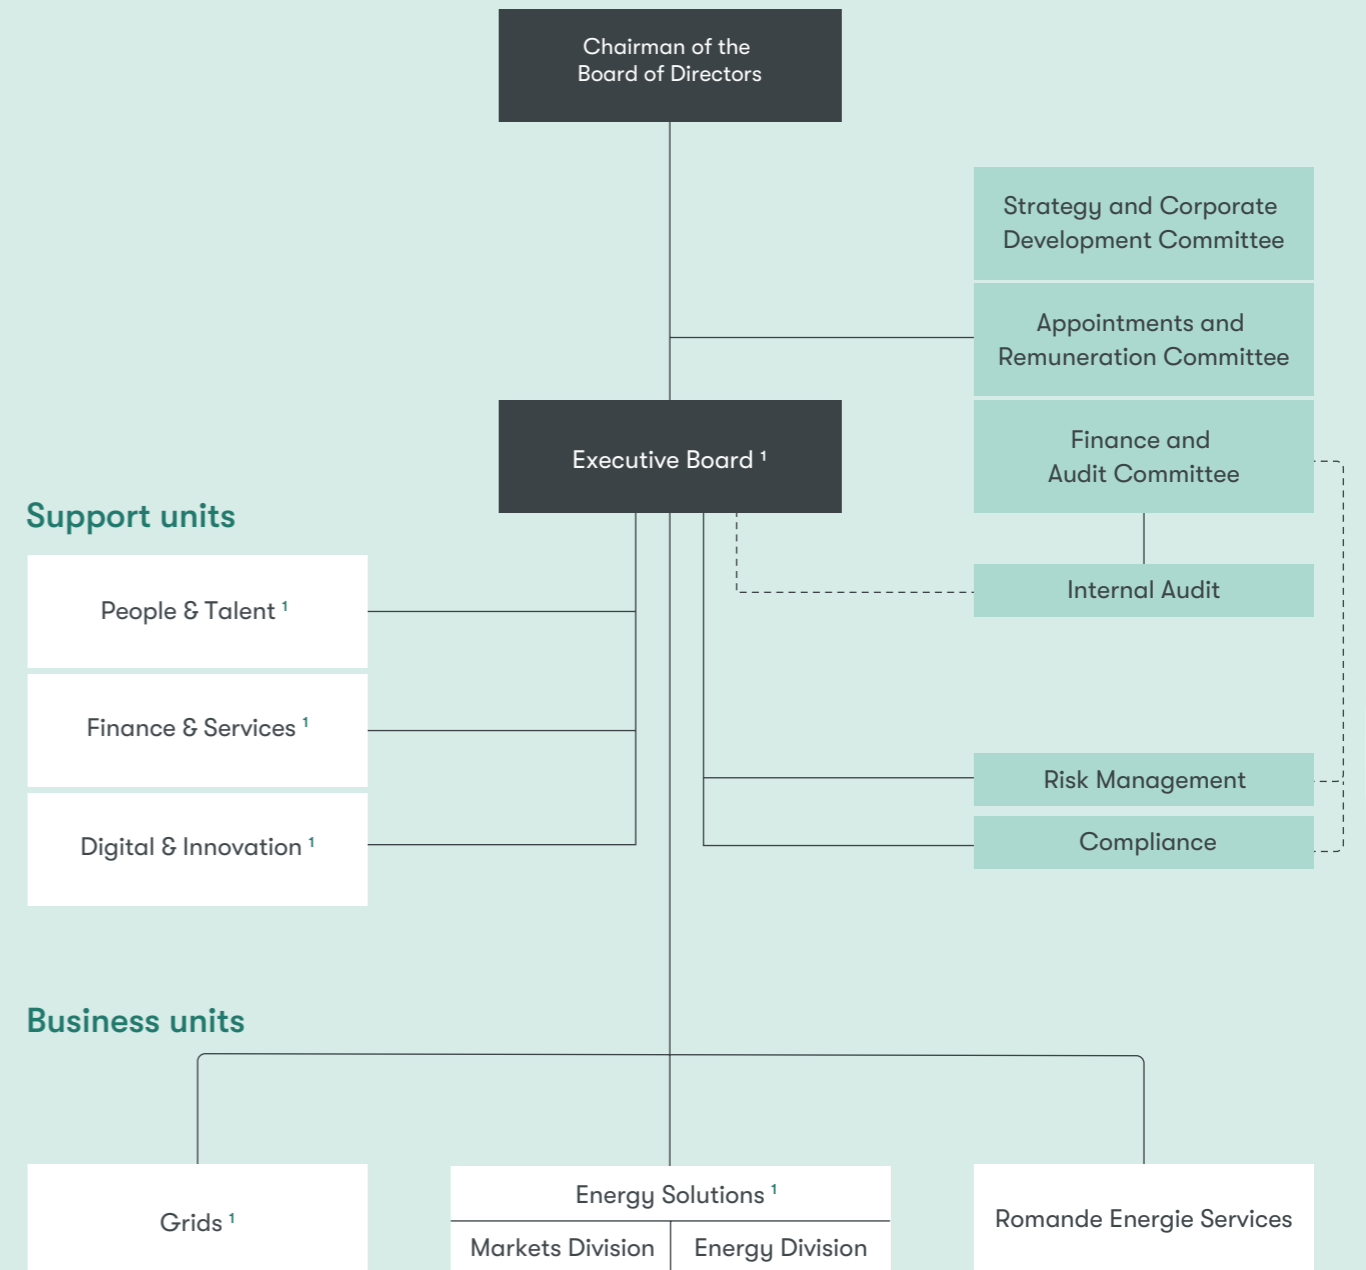 Chairman of the
Board of Directors
Strategy and Corporate
Development Committee
Appointments and
Remuneration Committee
Executive Board ¹
Finance and
Audit Committee
Support units
Internal Audit
People & Talent ¹
Finance & Services ¹
Risk Management
Digital & Innovation ¹
Compliance
Business units
Grids ¹
Energy Solutions ¹
Markets Division
Energy Division
Romande Energie Services